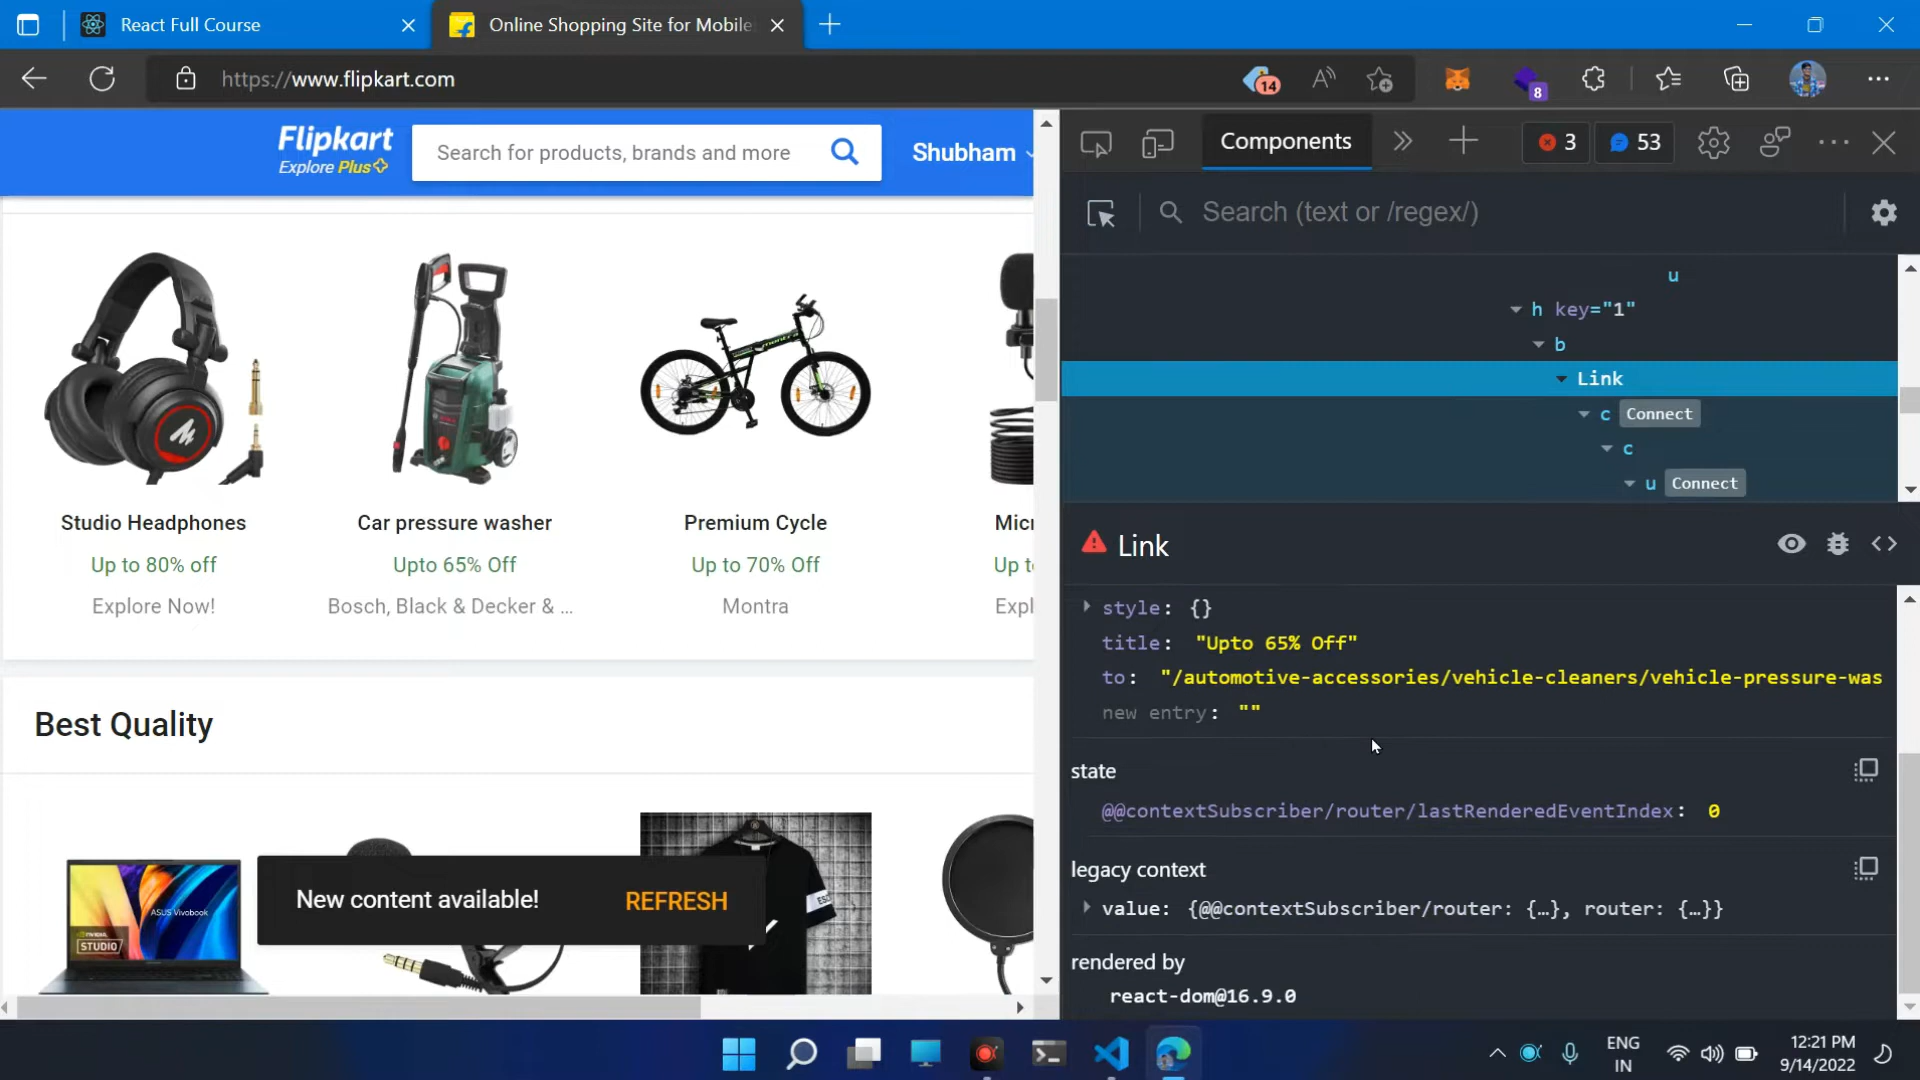 React Full Course
Online Shopping Site for Mobile
https://www.flipkart.com
14
8
Flipkart
Explore Plus
Search for products, brands and more
Shubham
Components
3
53
Search (text or /regex/)
u
h key="1"
b
Link
c Connect
c
u Connect
Link
style: {}
title: "Upto 65% Off"
to: "/automotive-accessories/vehicle-cleaners/vehicle-pressure-was
new entry: ""
state
@@contextSubscriber/router/lastRenderedEventIndex: 0
legacy context
value: {@@contextSubscriber/router: {…}, router: {…}}
rendered by
react-dom@16.9.0
Studio Headphones
Up to 80% off
Explore Now!
Car pressure washer
Upto 65% Off
Bosch, Black & Decker & ...
Premium Cycle
Up to 70% Off
Montra
Best Quality
ASUS Vivobook
STUDIO
New content available!
REFRESH
ENG
IN
12:21 PM
9/14/2022